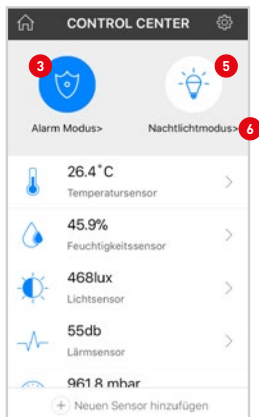 CONTROL CENTER
3
5
Alarm Modus>
Nachtlichtmodus>
6
26.4°C
Temperatursensor
45.9%
Feuchtigkeitssensor
468lux
Lichtsensor
55db
Lärmsensor
961.8 mbar
Neuen Sensor hinzufügen